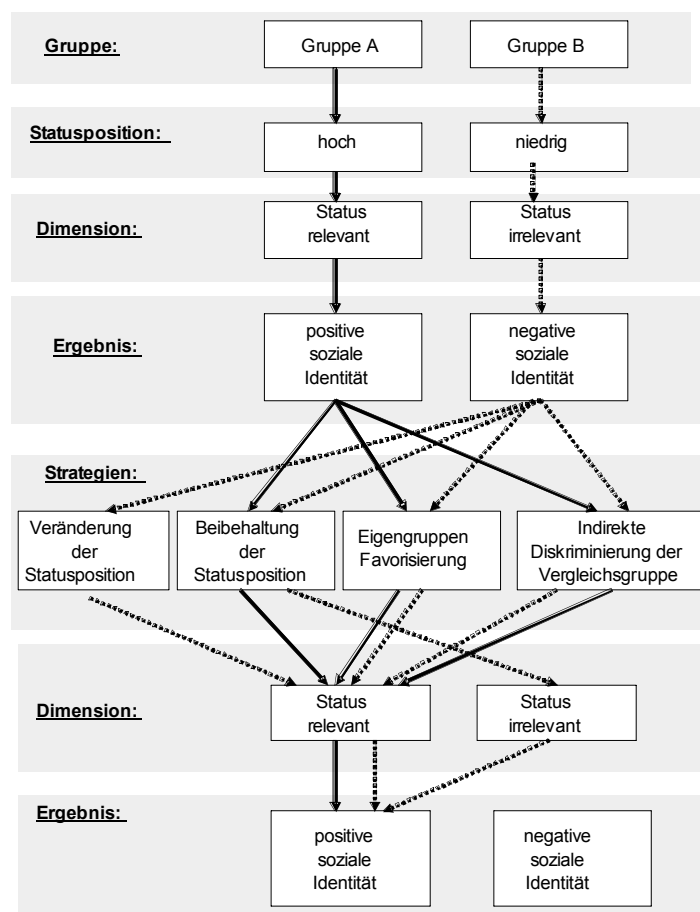 Gruppe:
Gruppe A
Gruppe B
Statusposition:
hoch
niedrig
Dimension:
Status
relevant
Status
irrelevant
Ergebnis:
positive
soziale
Identität
negative
soziale
Identität
Strategien:
Veränderung
der
Statusposition
Beibehaltung
der
Statusposition
Eigengruppen
Favorisierung
Indirekte
Diskriminierung der
Vergleichsgruppe
Dimension:
Status
relevant
Status
irrelevant
Ergebnis:
positive
soziale
Identität
negative
soziale
Identität